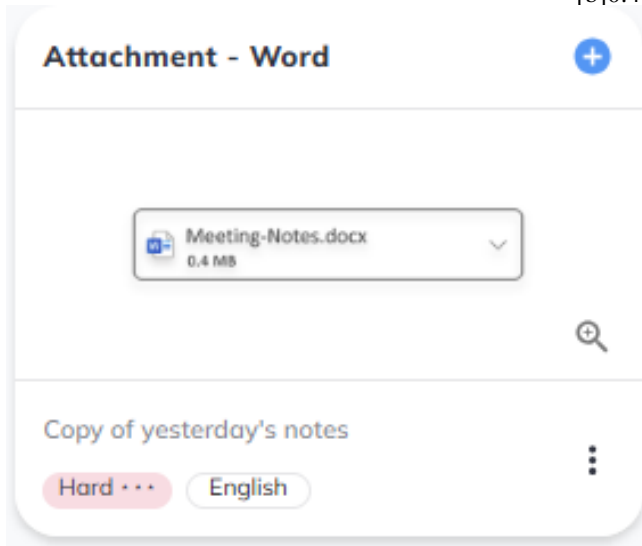 Attachment - Word
Meeting-Notes.docx
0.4 MB
Copy of yesterday's notes
Hard ···
English